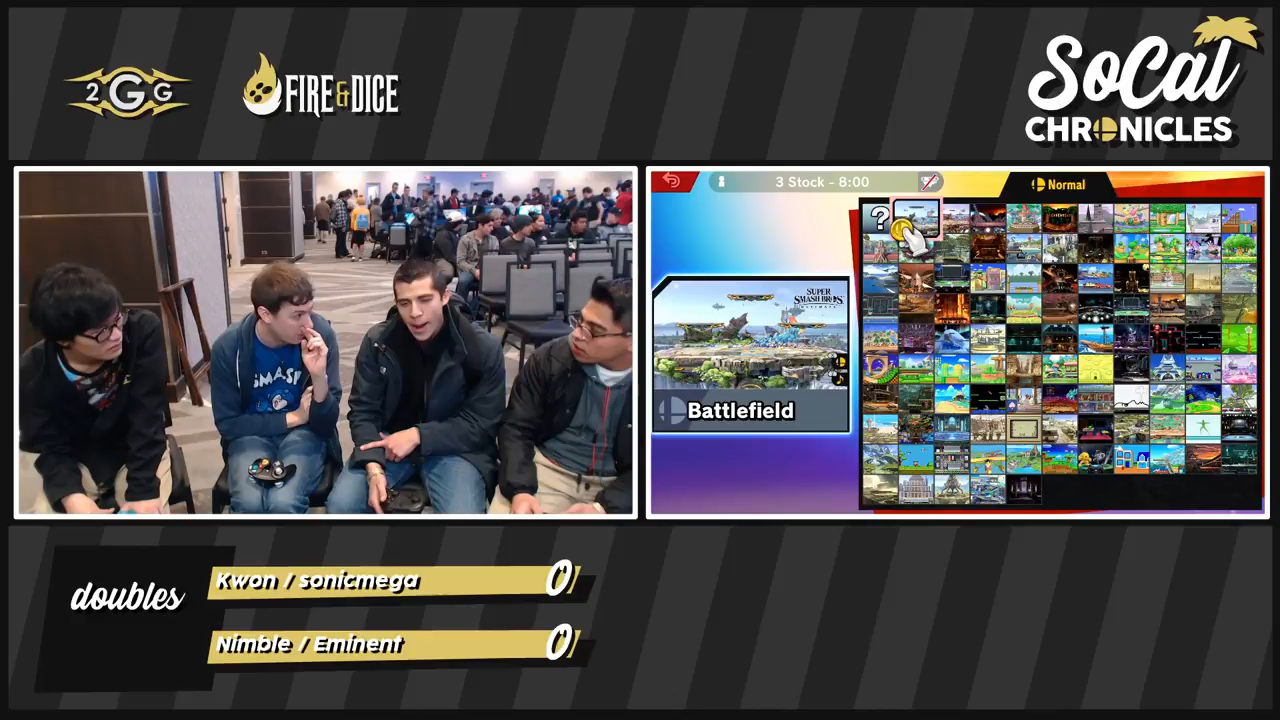 2GG
FIRE&DICE
SoCal
CHRONICLES
3 Stock - 8:00
Normal
?
SUPER
SMASH BROS.
ULTIMATE
Battlefield
SMASH
doubles
Kwon / sonicmega 0
Nimble / Eminent 0